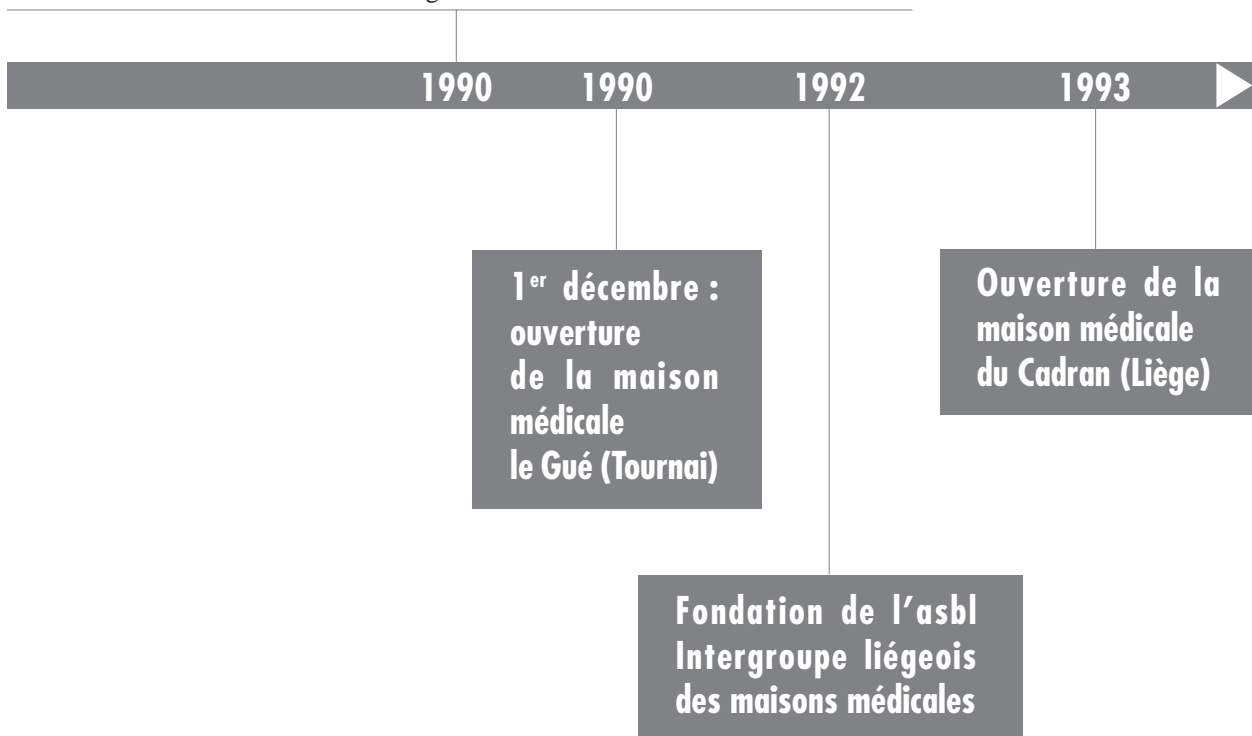 1990 1990 1992 1993
1er décembre :
ouverture
de la maison
médicale
le Gué (Tournai)
Ouverture de la
maison médicale
du Cadran (Liège)
Fondation de l’asbl
Intergroupe liégeois
des maisons médicales